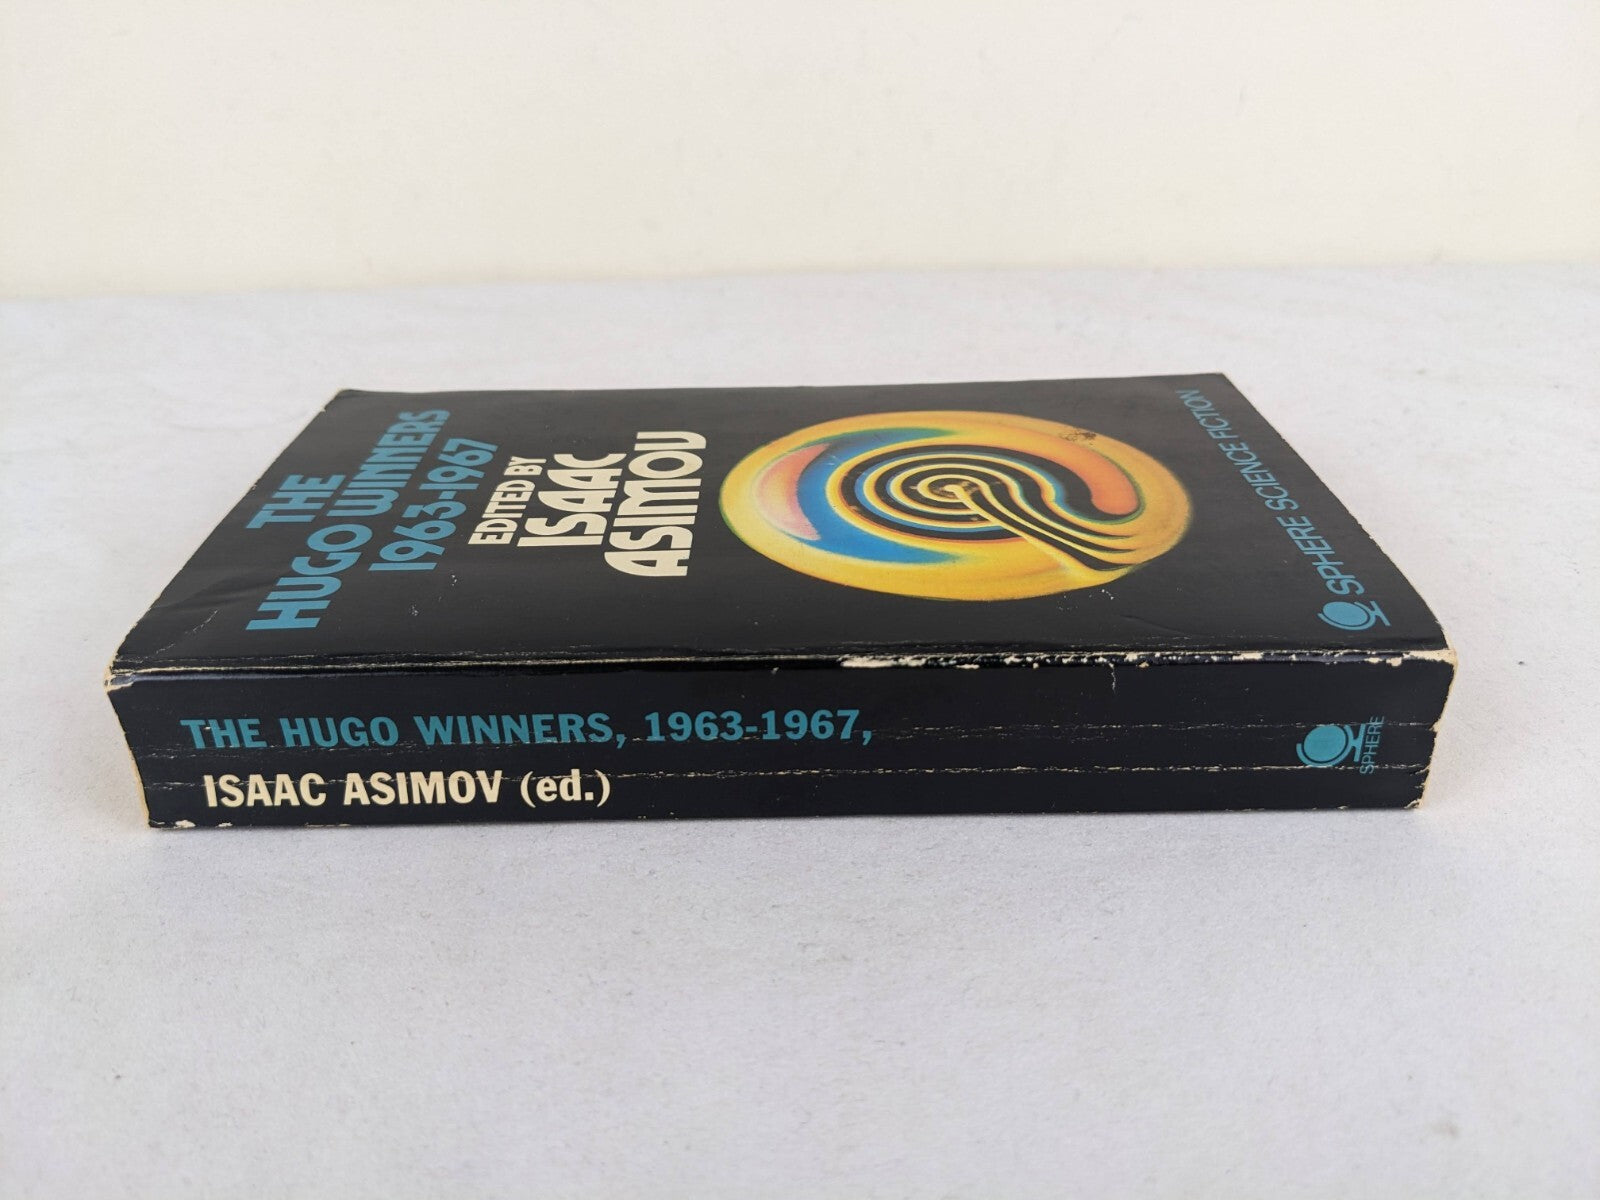 THE
HUGO WINNERS
1963-1967
EDITED BY
ISAAC
ASIMOV
SPHERE SCIENCE FICTION
THE HUGO WINNERS, 1963-1967,
ISAAC ASIMOV (ed.)
SPHERE